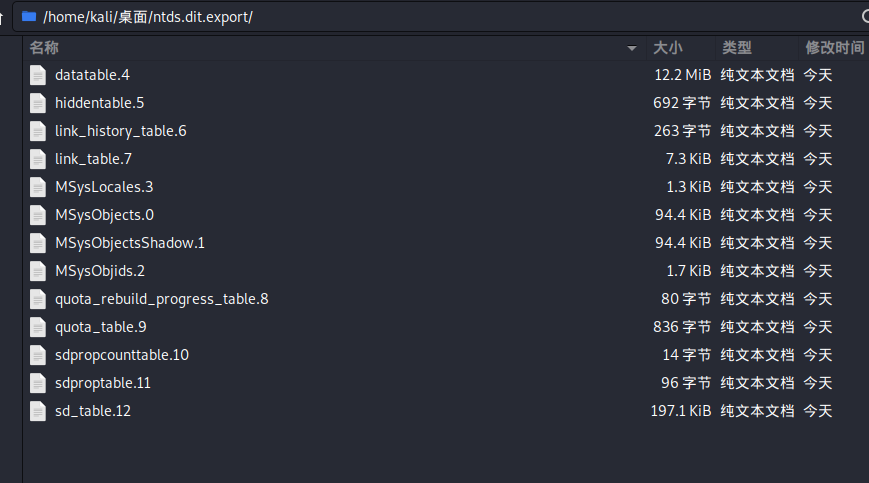 /home/kali/桌面/ntds.dit.export/
名称 大小 类型 修改时间
datatable.4 12.2 MiB 纯文本文档 今天
hiddentable.5 692 字节 纯文本文档 今天
link_history_table.6 263 字节 纯文本文档 今天
link_table.7 7.3 KiB 纯文本文档 今天
MSysLocales.3 1.3 KiB 纯文本文档 今天
MSysObjects.0 94.4 KiB 纯文本文档 今天
MSysObjectsShadow.1 94.4 KiB 纯文本文档 今天
MSysObjids.2 1.7 KiB 纯文本文档 今天
quota_rebuild_progress_table.8 80 字节 纯文本文档 今天
quota_table.9 836 字节 纯文本文档 今天
sdpropcounttable.10 14 字节 纯文本文档 今天
sdproptable.11 96 字节 纯文本文档 今天
sd_table.12 197.1 KiB 纯文本文档 今天